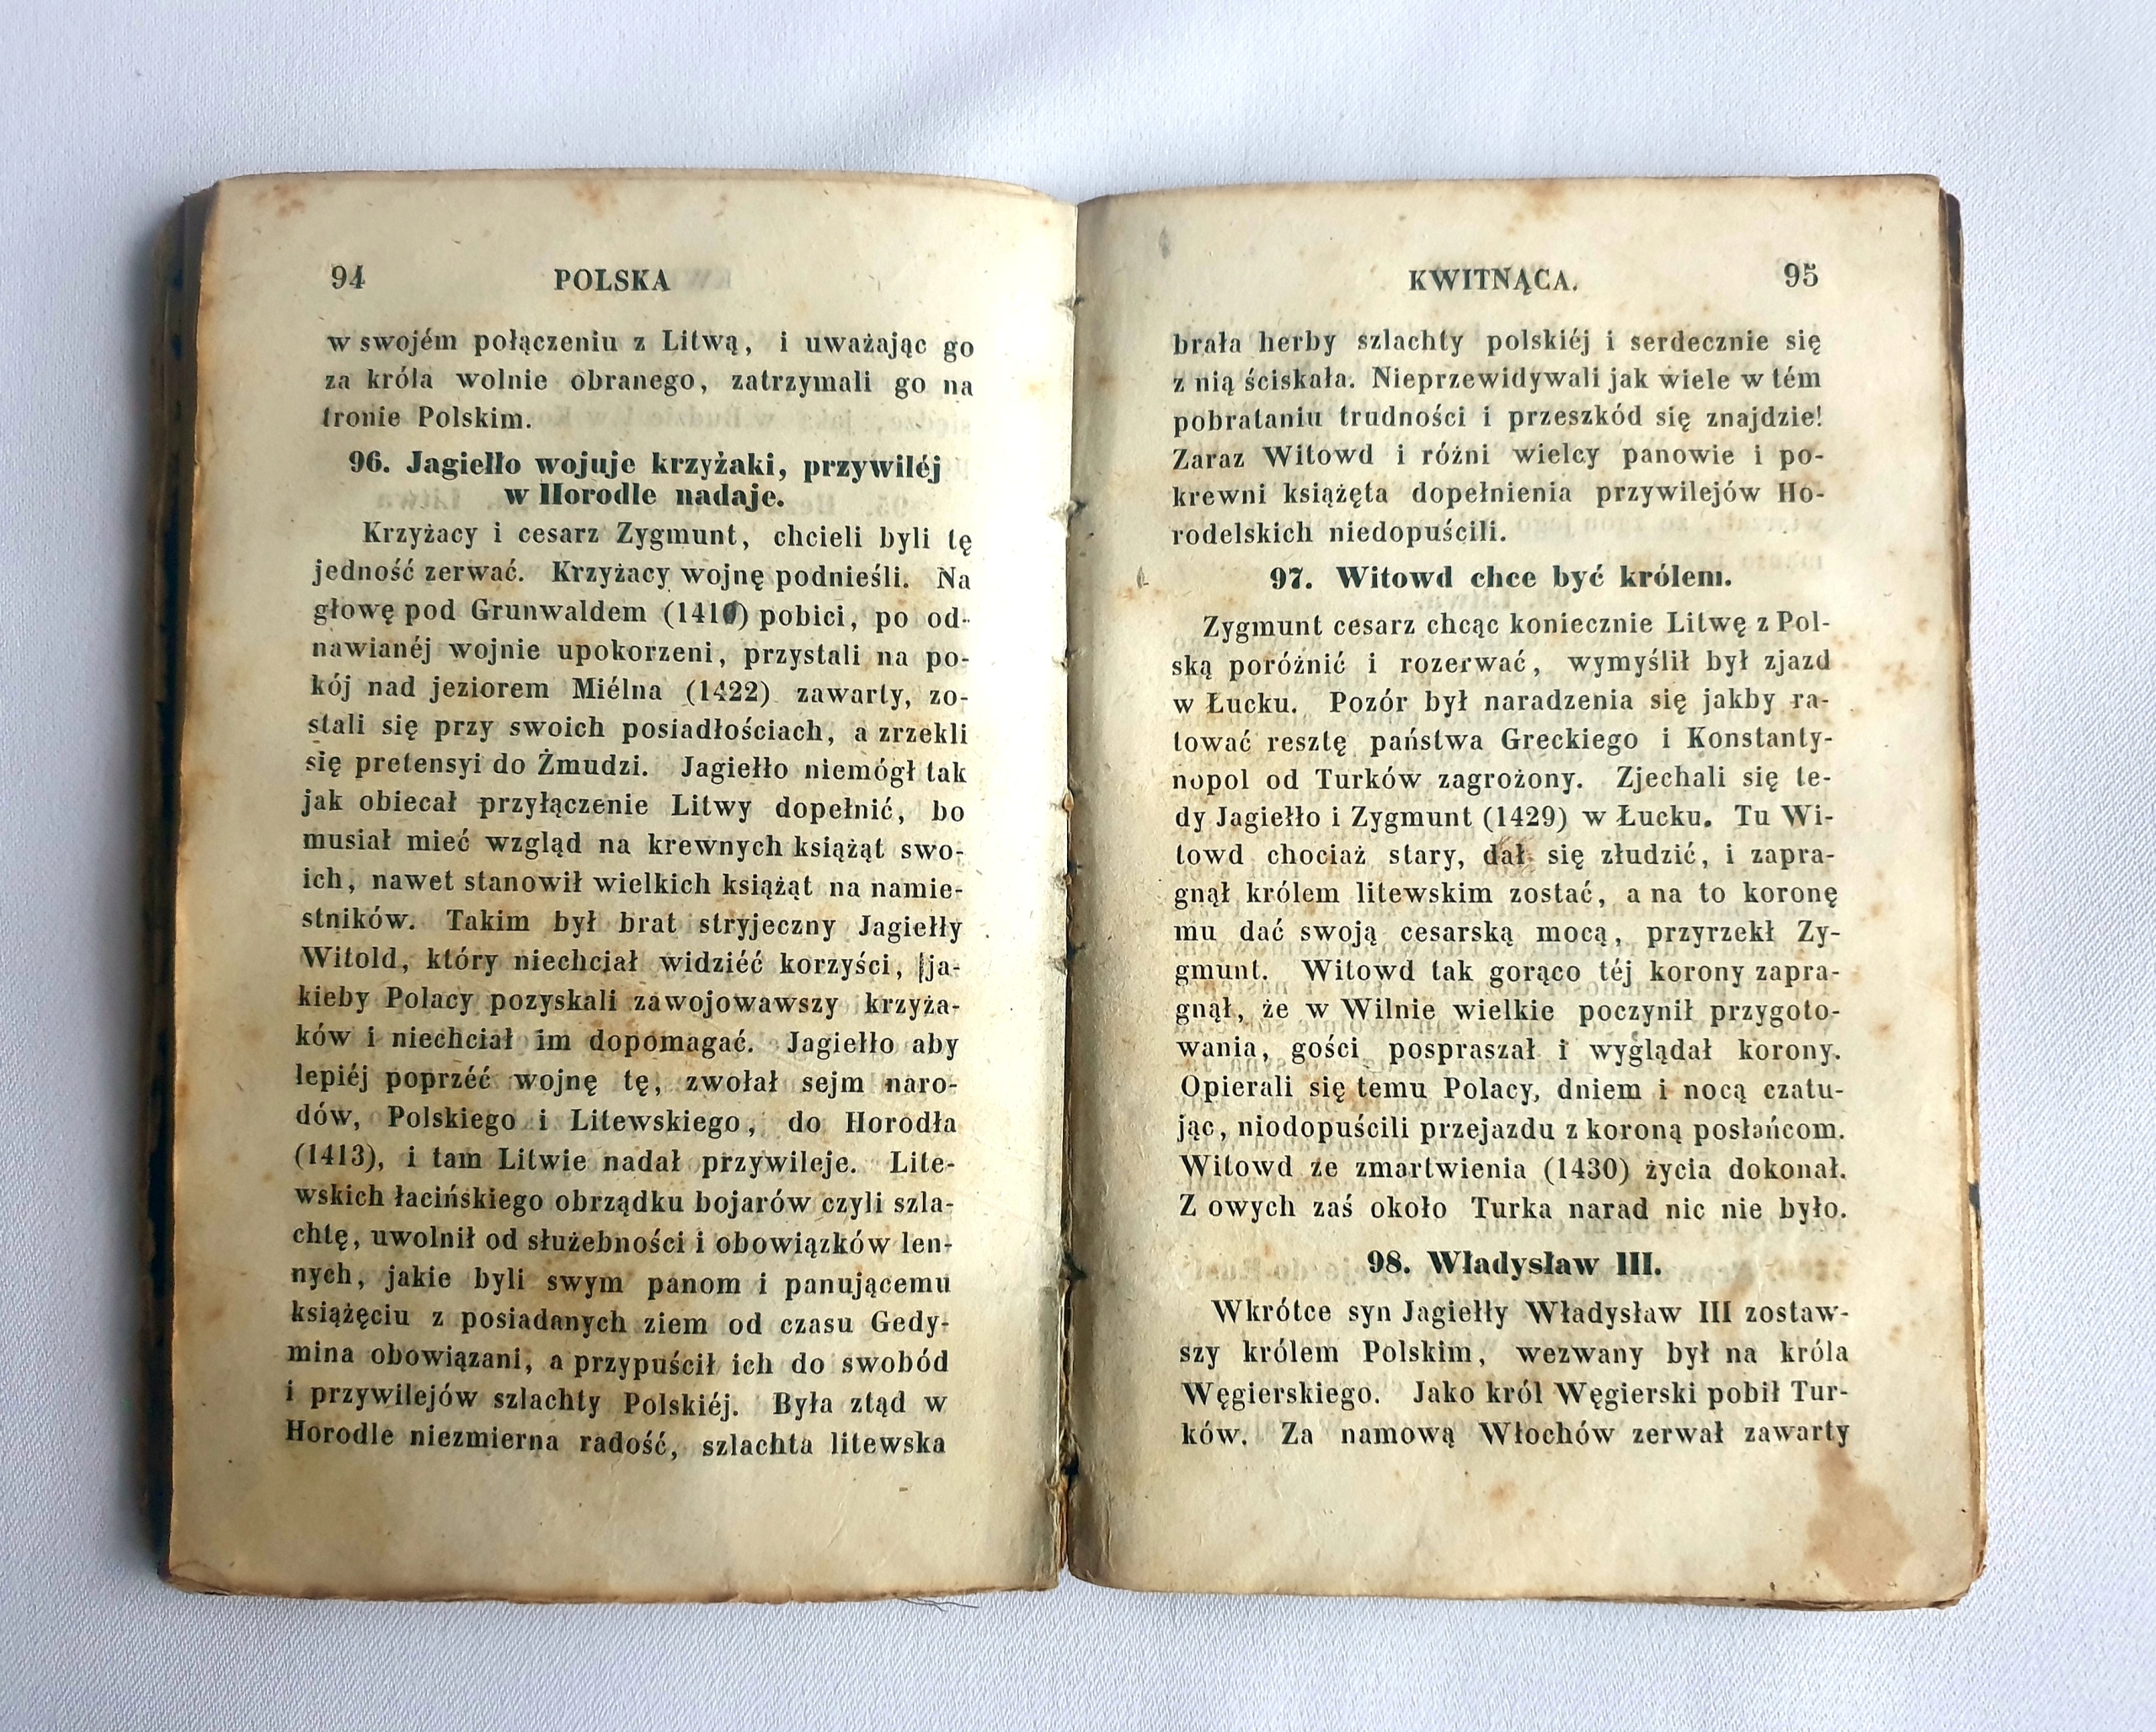 94 POLSKA
w swojém połączeniu z Litwą, i uważając go
za króla wolnie obranego, zatrzymali go na
tronie Polskim.
96. Jagiełło wojuje krzyżaki, przywiléj
w Horodle nadaje.
Krzyżacy i cesarz Zygmunt, chcieli byli tę
jedność zerwać. Krzyżacy wojnę podnieśli. Na
głowę pod Grunwaldem (1410) pobici, po od-
nawianéj wojnie upokorzeni, przystali na po-
kój nad jeziorem Miélna (1422) zawarty, zo-
stali się przy swoich posiadłościach, a zrzekli
się pretensyi do Żmudzi. Jagiełło niemógł tak
jak obiecał przyłączenie Litwy dopełnić, bo
musiał mieć wzgląd na krewnych książąt swo-
ich, nawet stanowił wielkich książąt na namie-
stników. Takim był brat stryjeczny Jagiełły
Witold, który niechciał widziéć korzyści, ja-
kieby Polacy pozyskali zawojowawszy krzyża-
ków i niechciał im dopomagać. Jagiełło aby
lepiéj poprzéć wojnę tę, zwołał sejm naro-
dów, Polskiego i Litewskiego, do Horodła
(1413), i tam Litwie nadał przywileje. Lite-
wskich łacińskiego obrządku bojarów czyli szla-
chtę, uwolnił od służebności i obowiązków len-
nych, jakie byli swym panom i panującemu
książęciu z posiadanych ziem od czasu Gedy-
mina obowiązani, a przypuścił ich do swobód
i przywilejów szlachty Polskiéj. Była ztąd w
Horodle niezmierna radość, szlachta litewska
KWITNĄCA. 95
brała herby szlachty polskiéj i serdecznie się
z nią ściskała. Nieprzewidywali jak wiele w tém
pobrataniu trudności i przeszkód się znajdzie!
Zaraz Witowd i różni wielcy panowie i po-
krewni książęta dopełnienia przywilejów Ho-
rodelskich niedopuścili.
97. Witowd chce być królem.
Zygmunt cesarz chcąc koniecznie Litwę z Pol-
ską poróżnić i rozerwać, wymyślił był zjazd
w Łucku. Pozór był naradzenia się jakby ra-
tować resztę państwa Greckiego i Konstanty-
nopol od Turków zagrożony. Zjechali się te-
dy Jagiełło i Zygmunt (1429) w Łucku. Tu Wi-
towd chociaż stary, dał się złudzić, i zapra-
gnął królem litewskim zostać, a na to koronę
mu dać swoją cesarską mocą, przyrzekł Zy-
gmunt. Witowd tak gorąco téj korony zapra-
gnął, że w Wilnie wielkie poczynił przygoto-
wania, gości pospraszał i wyglądał korony.
Opierali się temu Polacy, dniem i nocą czatu-
jąc, niodopuścili przejazdu z koroną posłańcom.
Witowd ze zmartwienia (1430) życia dokonał.
Z owych zaś około Turka narad nic nie było.
98. Władysław III.
Wkrótce syn Jagiełły Władysław III zostaw-
szy królem Polskim, wezwany był na króla
Węgierskiego. Jako król Węgierski pobił Tur-
ków. Za namową Włochów zerwał zawarty